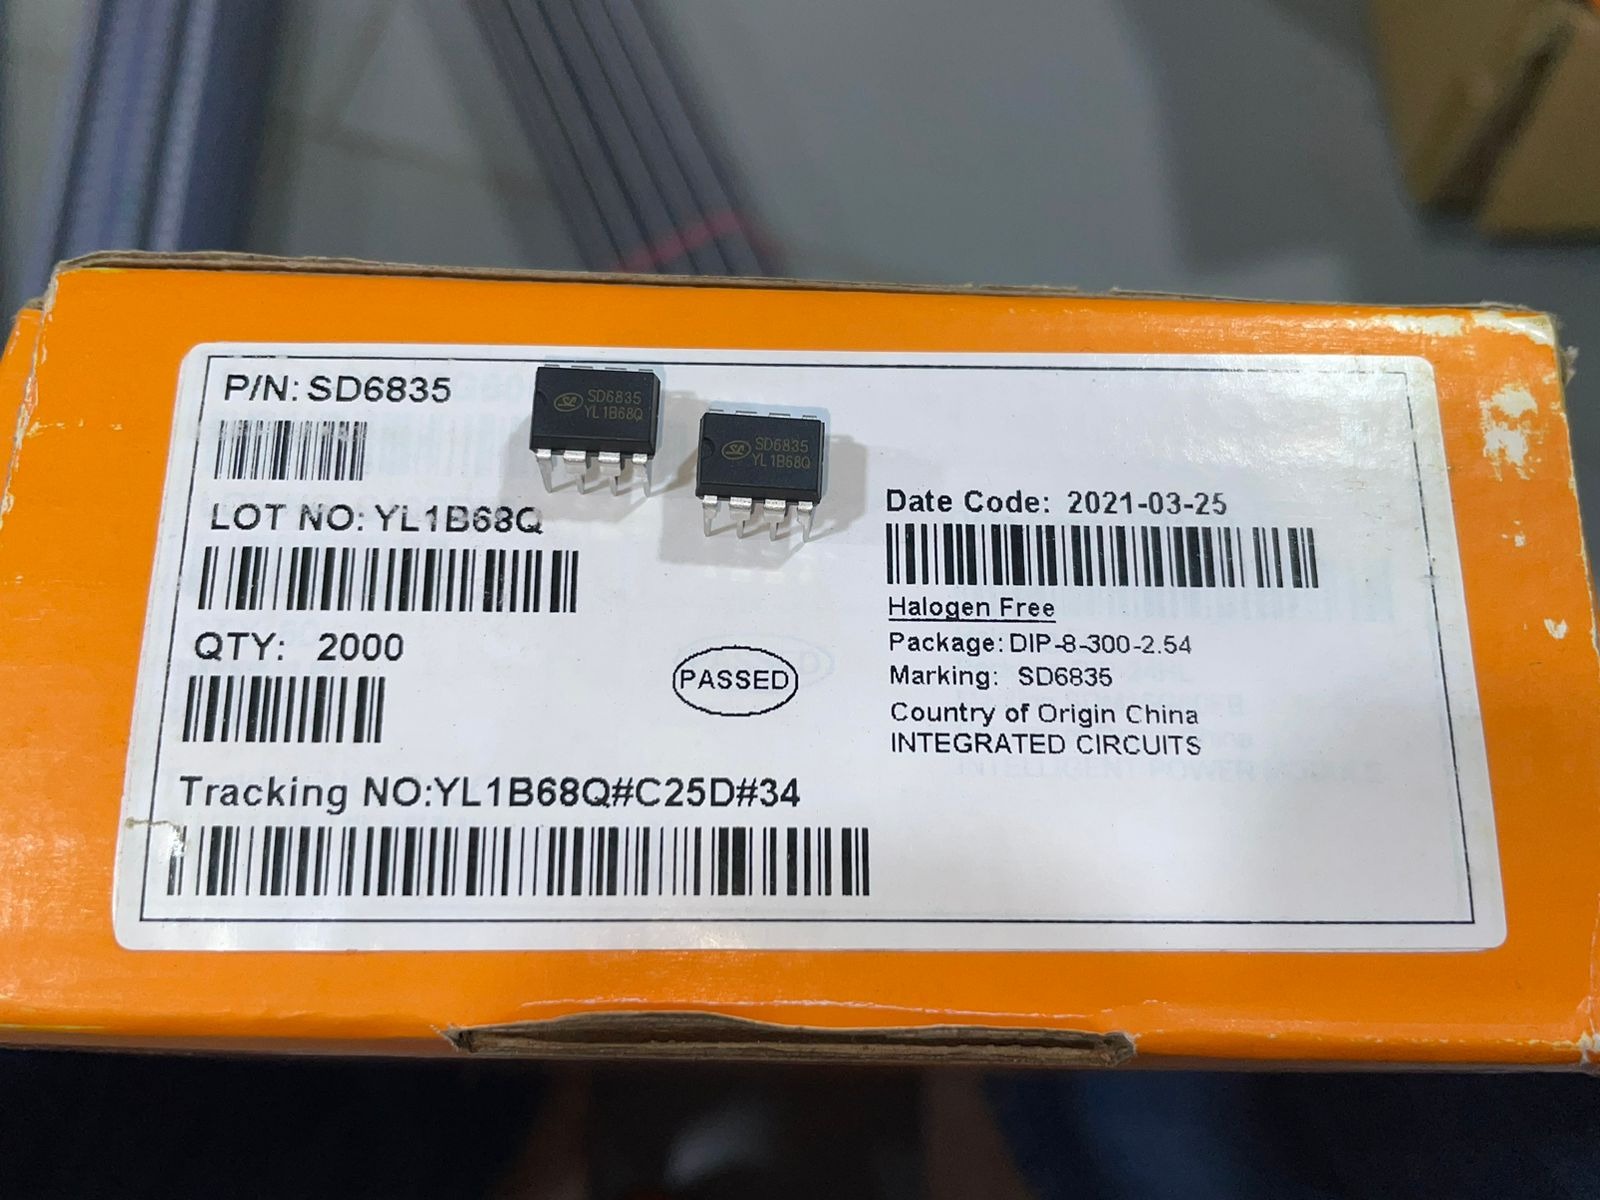 P/N: SD6835
SD6835
YL1B68Q
SD6835
YL1B68Q
LOT NO: YL1B68Q
QTY: 2000
PASSED
Tracking NO:YL1B68Q#C25D#34
Date Code: 2021-03-25
Halogen Free
Package: DIP-8-300-2.54
Marking: SD6835
Country of Origin China
INTEGRATED CIRCUITS